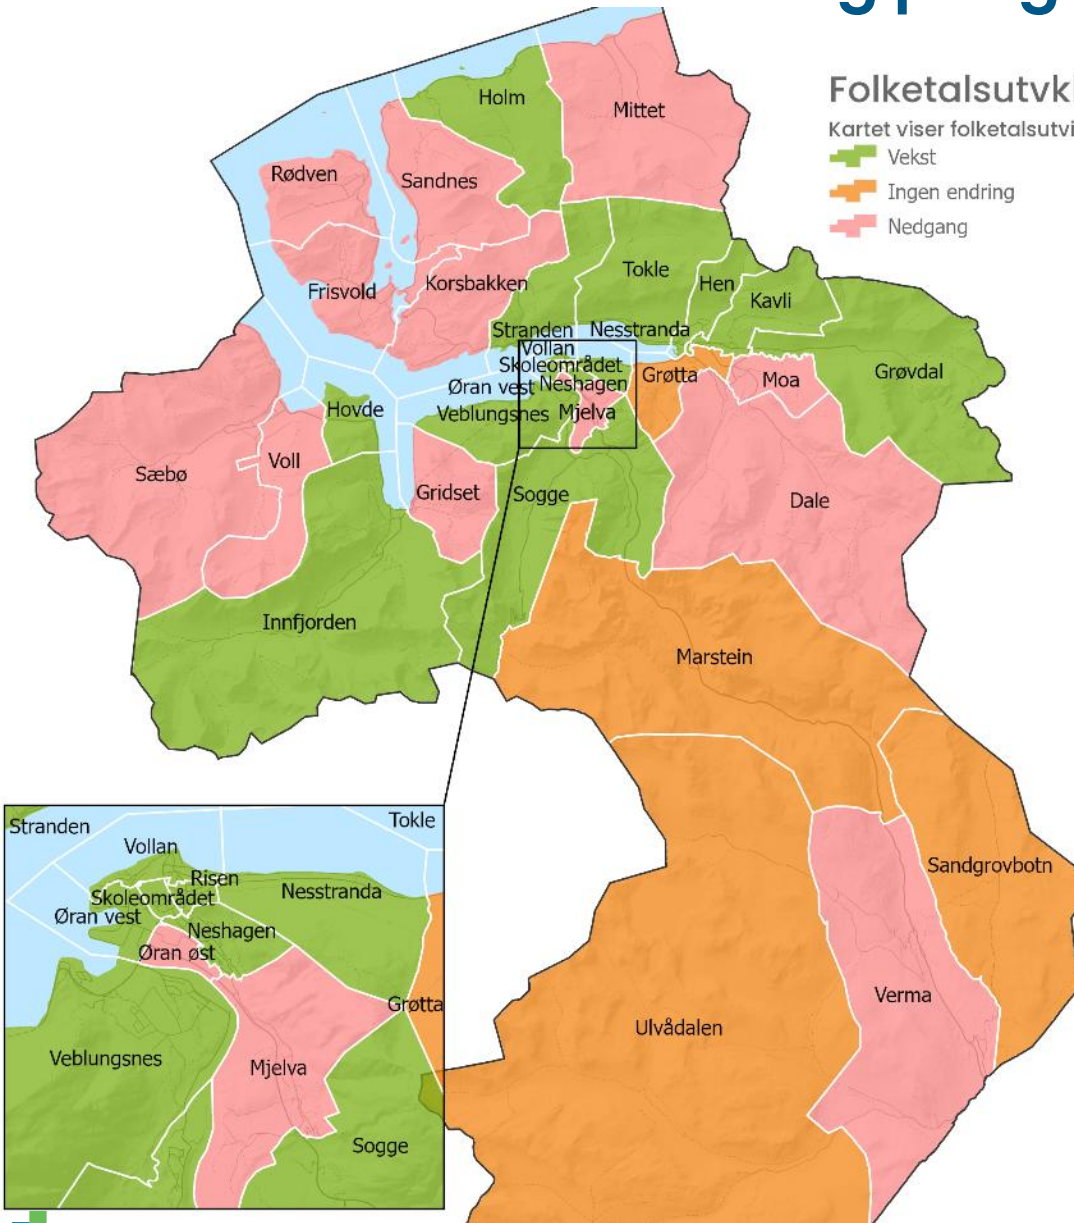 Folketalsutvk
Kartet viser folketalsutvi
Vekst
Ingen endring
Nedgang
Holm
Mittet
Rødven
Sandnes
Frisvold
Korsbakken
Tokle
Hen
Kavli
Stranden
Nesstranda
Vollan
Skoleområdet
Øran vest
Neshagen
Grøtta
Moa
Grøvdal
Hovde
Veblungsnes
Mjelva
Sæbø
Voll
Gridset
Sogge
Dale
Innfjorden
Marstein
Sandgrovbotn
Verma
Ulvådalen
Stranden
Tokle
Vollan
Risen
Nesstranda
Skoleområdet
Øran vest
Neshagen
Øran øst
Grøtta
Veblungsnes
Mjelva
Sogge